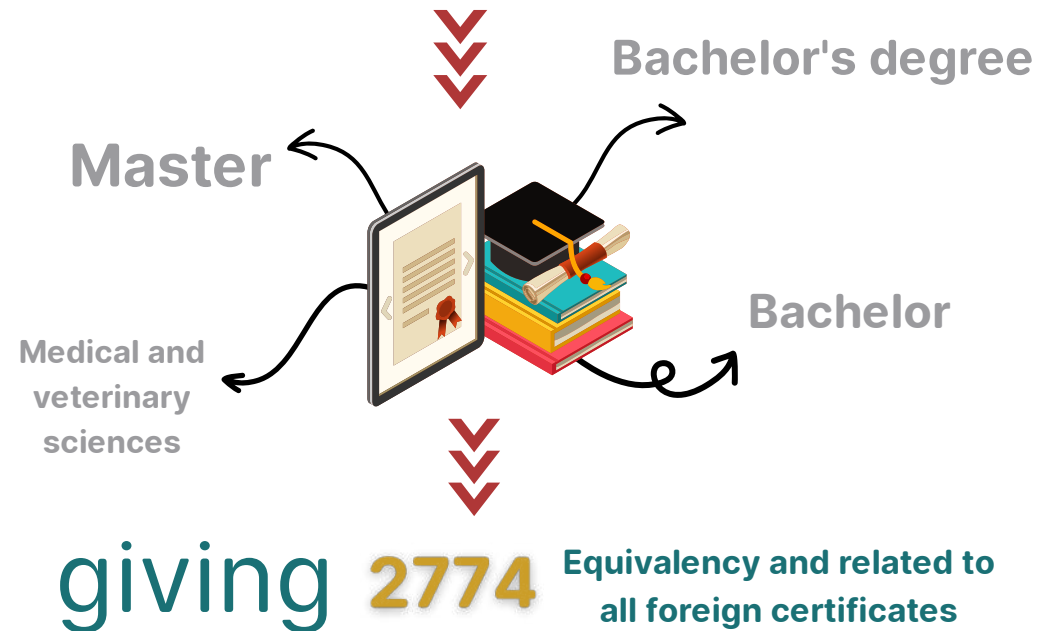 Bachelor's degree
Master
Bachelor
Medical and
veterinary
sciences
giving 2774 Equivalency and related to
all foreign certificates